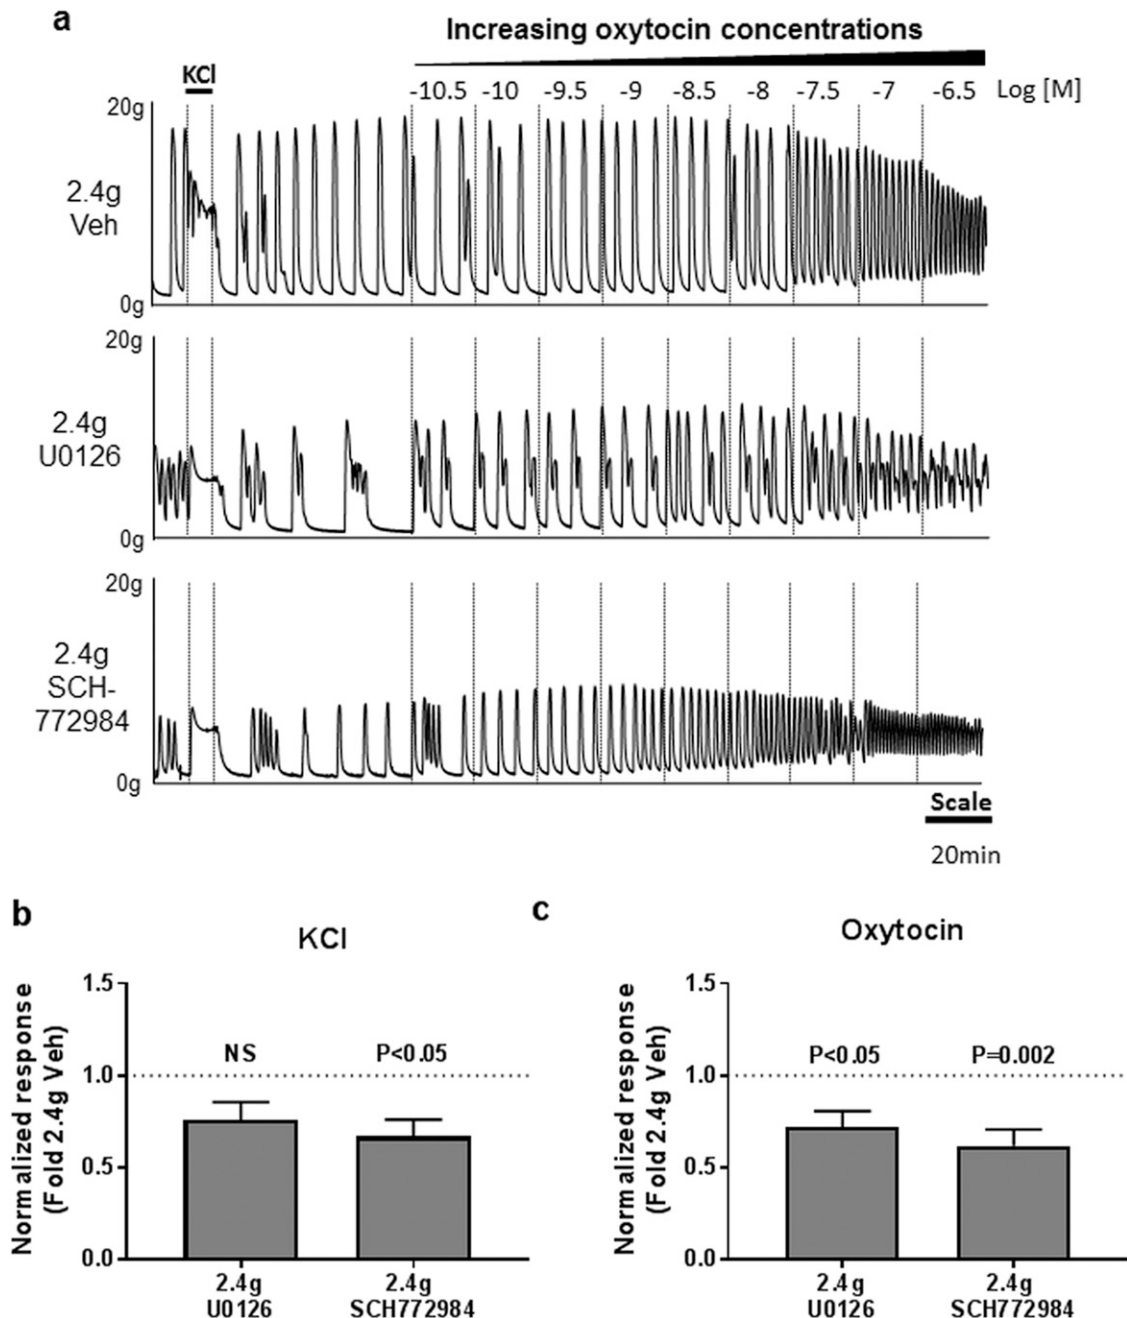 a
Increasing oxytocin concentrations
KCl
-10.5 -10 -9.5 -9 -8.5 -8 -7.5 -7 -6.5 Log [M]
20g
2.4g
Veh
0g
20g
2.4g
U0126
0g
20g
2.4g
SCH-
772984
0g
Scale
20min
b
KCl
Normalized response
(Fold 2.4g Veh)
1.5
1.0
0.5
0.0
NS
P<0.05
2.4g
U0126
2.4g
SCH772984
c
Oxytocin
Normalized response
(Fold 2.4g Veh)
1.5
1.0
0.5
0.0
P<0.05
P=0.002
2.4g
U0126
2.4g
SCH772984